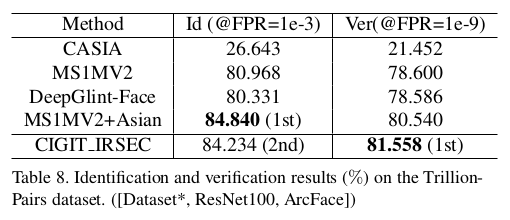 Method Id (@FPR=1e-3) Ver(@FPR=1e-9)
CASIA 26.643 21.452
MS1MV2 80.968 78.600
DeepGlint-Face 80.331 78.586
MS1MV2+Asian 84.840 (1st) 80.540
CIGIT_IRSEC 84.234 (2nd) 81.558 (1st)
Table 8. Identification and verification results (%) on the Trillion-
Pairs dataset. ([Dataset*, ResNet100, ArcFace])